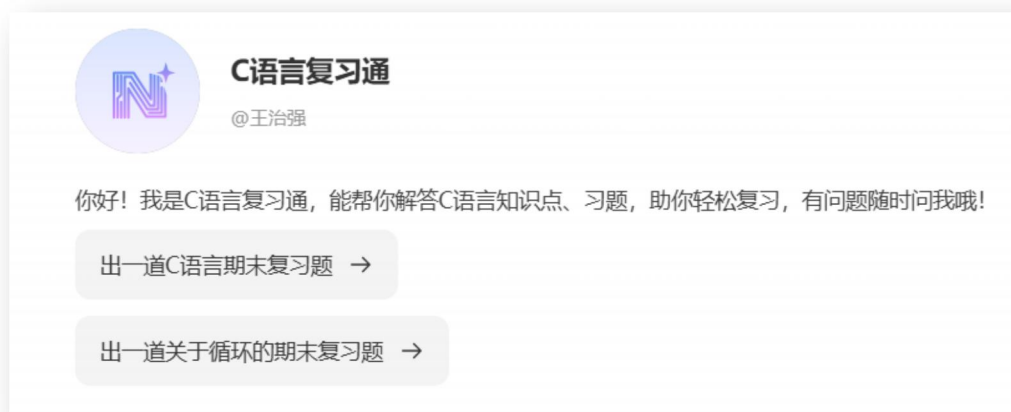 C语言复习通
@王治强
你好！我是C语言复习通，能帮你解答C语言知识点、习题，助你轻松复习，有问题随时问我哦！
出一道C语言期末复习题 →
出一道关于循环的期末复习题 →